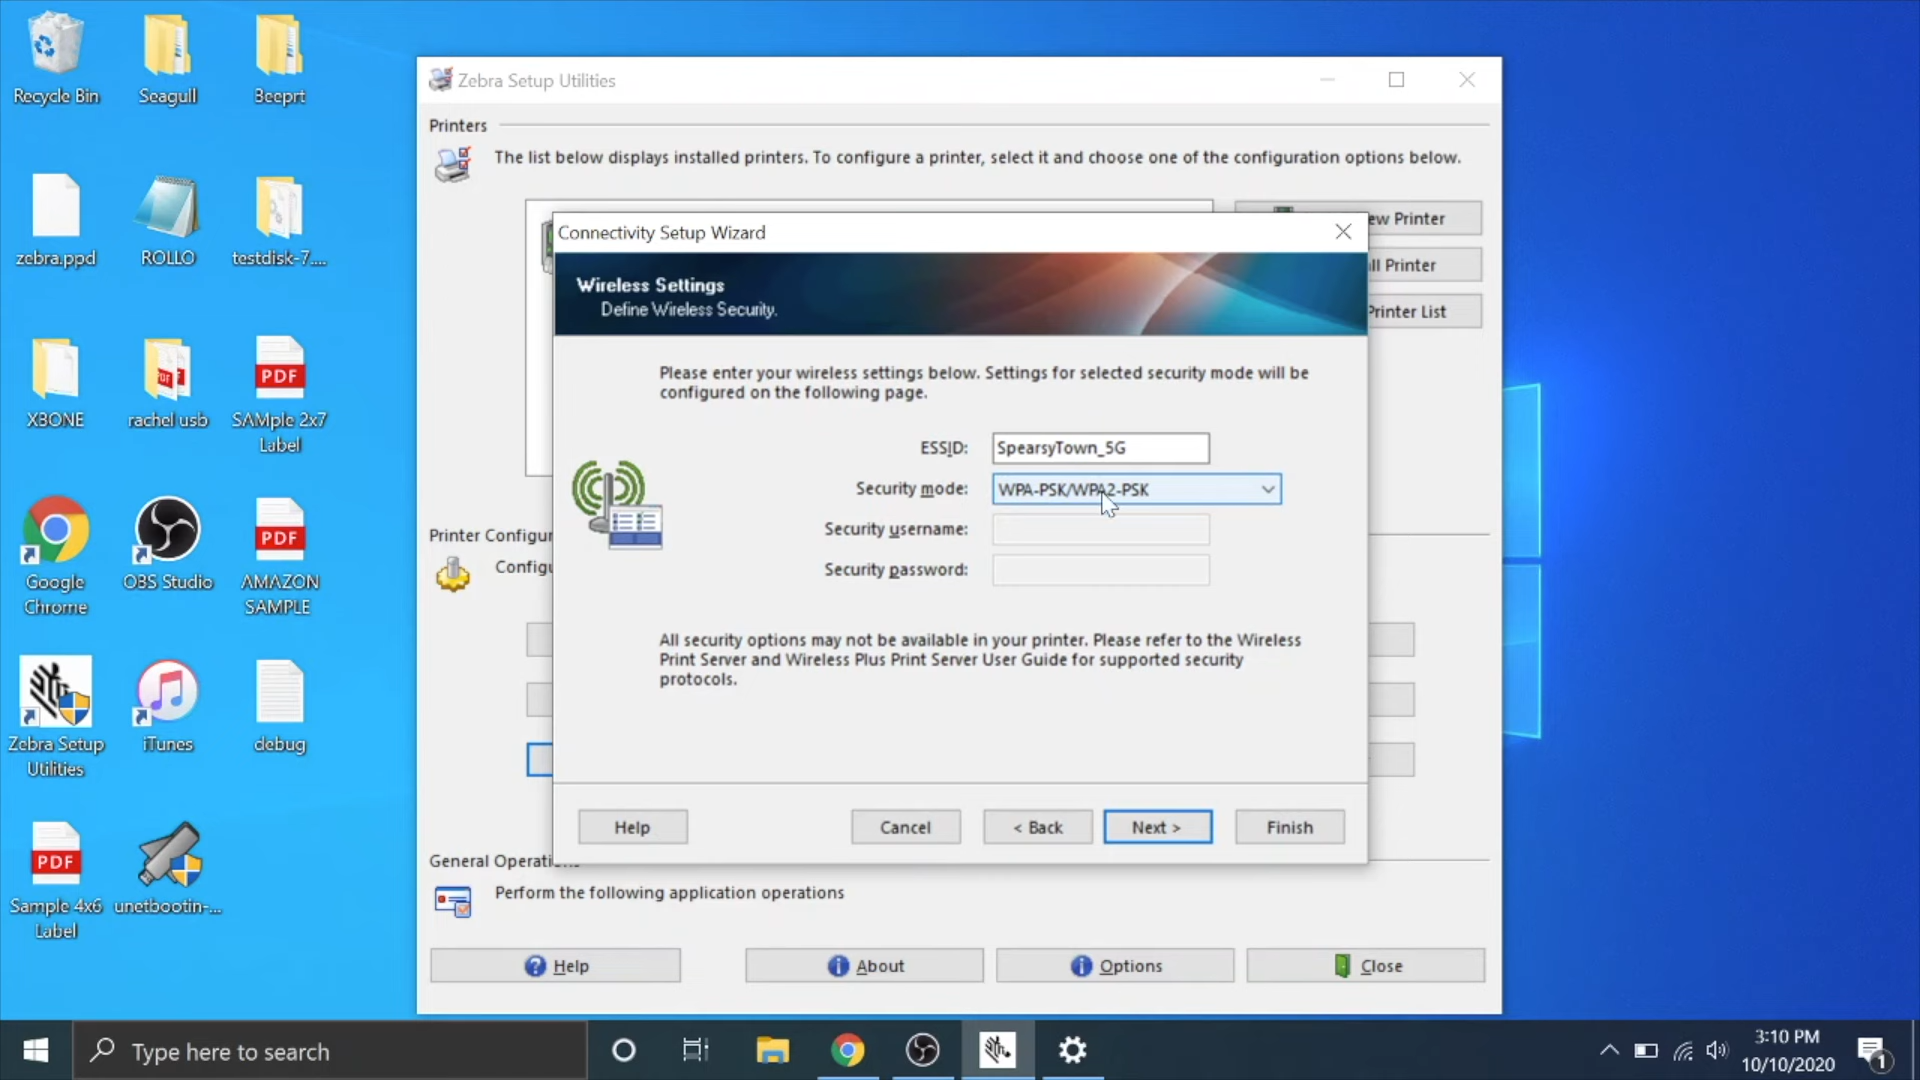 Recycle Bin
Seagull
Beeprt
zebra.ppd
ROLLO
testdisk-7....
XBONE
rachel usb
SAMple 2x7
Label
Google
Chrome
OBS Studio
AMAZON
SAMPLE
Zebra Setup
Utilities
iTunes
debug
Sample 4x6
Label
unetbootin-...
PDF
PDF
PDF
PDF
Zebra Setup Utilities
Printers
The list below displays installed printers. To configure a printer, select it and choose one of the configuration options below.
ew Printer
ll Printer
Printer List
Connectivity Setup Wizard
Wireless Settings
Define Wireless Security.
Please enter your wireless settings below. Settings for selected security mode will be
configured on the following page.
ESSID: SpearsyTown_5G
Security mode: WPA-PSK/WPA2-PSK
Security username:
Security password:
All security options may not be available in your printer. Please refer to the Wireless
Print Server and Wireless Plus Print Server User Guide for supported security
protocols.
Help
Cancel
< Back
Next >
Finish
Printer Configur
Configu
General Operati
Perform the following application operations
Help
About
Options
Close
Type here to search
3:10 PM
10/10/2020
1